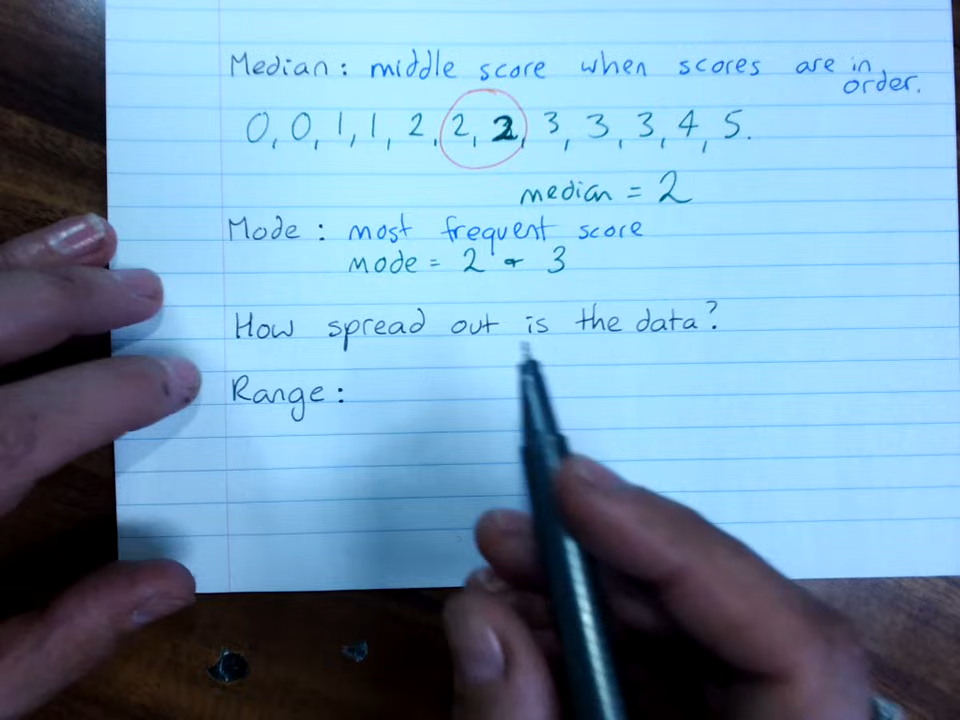 Median: middle score when scores are in
order.
0, 0, 1, 1, 2, 2, 2, 3, 3, 3, 4, 5.
median = 2
Mode: most frequent score
mode = 2 & 3
How spread out is the data?
Range: